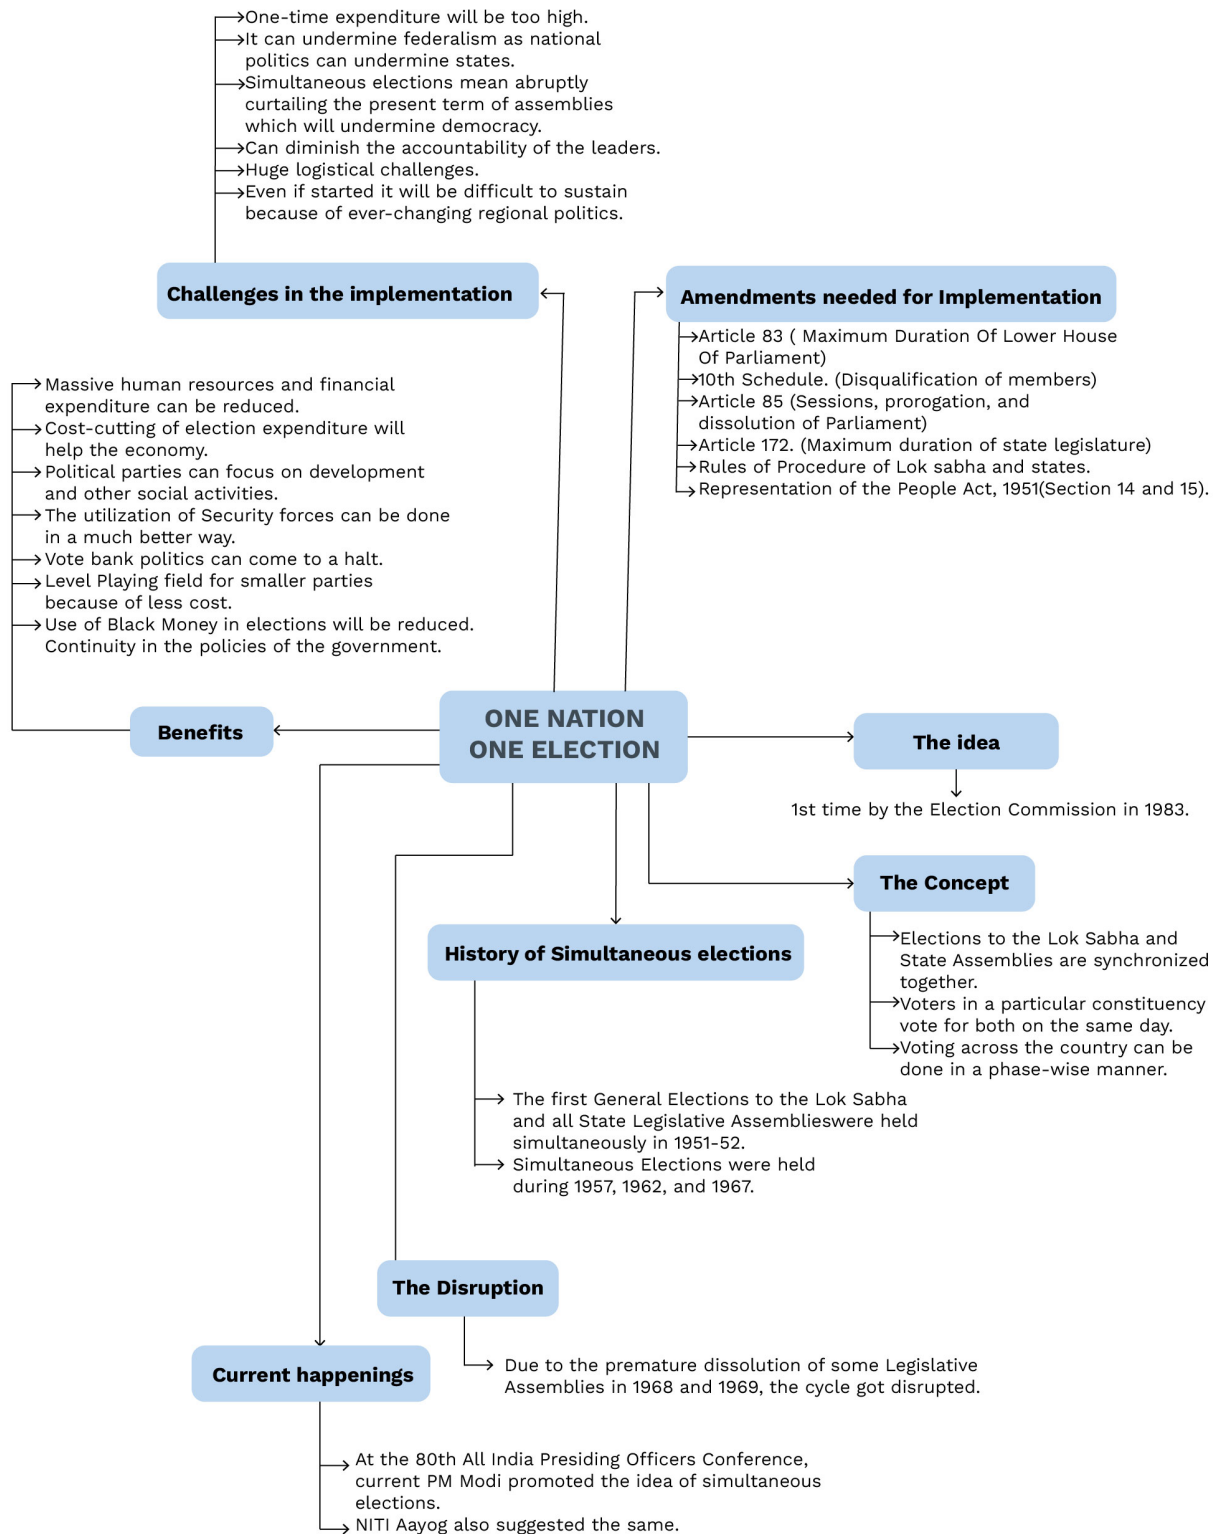 One-time expenditure will be too high.
It can undermine federalism as national
politics can undermine states.
Simultaneous elections mean abruptly
curtailing the present term of assemblies
which will undermine democracy.
Can diminish the accountability of the leaders.
Huge logistical challenges.
Even if started it will be difficult to sustain
because of ever-changing regional politics.
Challenges in the implementation
Amendments needed for Implementation
Article 83 ( Maximum Duration Of Lower House
Of Parliament)
10th Schedule. (Disqualification of members)
Article 85 (Sessions, prorogation, and
dissolution of Parliament)
Article 172. (Maximum duration of state legislature)
Rules of Procedure of Lok sabha and states.
Representation of the People Act, 1951(Section 14 and 15).
Massive human resources and financial
expenditure can be reduced.
Cost-cutting of election expenditure will
help the economy.
Political parties can focus on development
and other social activities.
The utilization of Security forces can be done
in a much better way.
Vote bank politics can come to a halt.
Level Playing field for smaller parties
because of less cost.
Use of Black Money in elections will be reduced.
Continuity in the policies of the government.
Benefits
ONE NATION
ONE ELECTION
The idea
1st time by the Election Commission in 1983.
The Concept
Elections to the Lok Sabha and
State Assemblies are synchronized
together.
Voters in a particular constituency
vote for both on the same day.
Voting across the country can be
done in a phase-wise manner.
History of Simultaneous elections
The first General Elections to the Lok Sabha
and all State Legislative Assemblieswere held
simultaneously in 1951-52.
Simultaneous Elections were held
during 1957, 1962, and 1967.
The Disruption
Due to the premature dissolution of some Legislative
Assemblies in 1968 and 1969, the cycle got disrupted.
Current happenings
At the 80th All India Presiding Officers Conference,
current PM Modi promoted the idea of simultaneous
elections.
NITI Aayog also suggested the same.